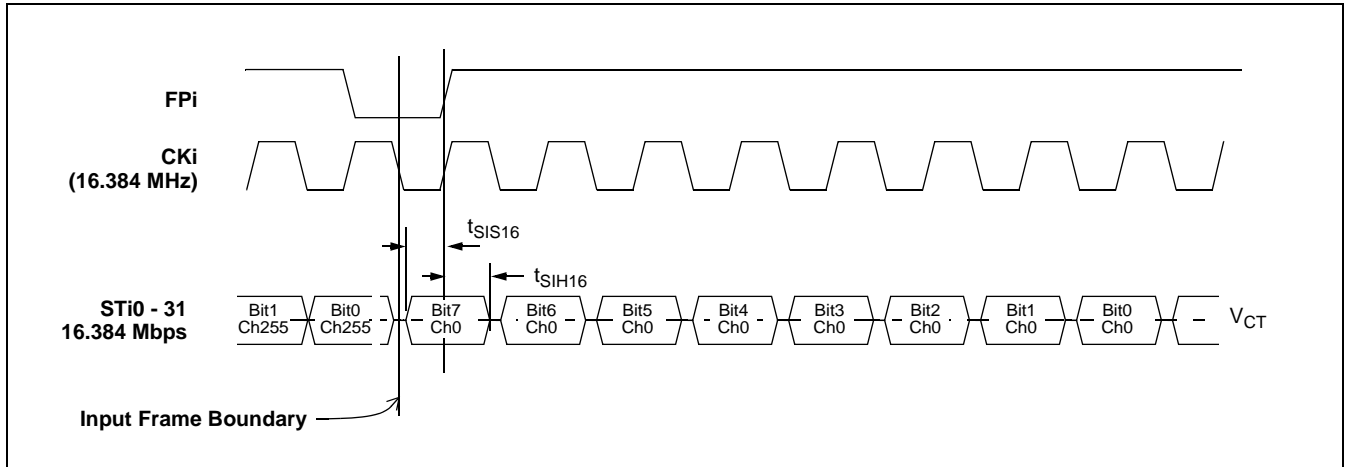 FPi
CKi
(16.384 MHz)
tSIS16
tSIH16
STi0 - 31
16.384 Mbps
Bit1
Ch255
Bit0
Ch255
Bit7
Ch0
Bit6
Ch0
Bit5
Ch0
Bit4
Ch0
Bit3
Ch0
Bit2
Ch0
Bit1
Ch0
Bit0
Ch0
VCT
Input Frame Boundary